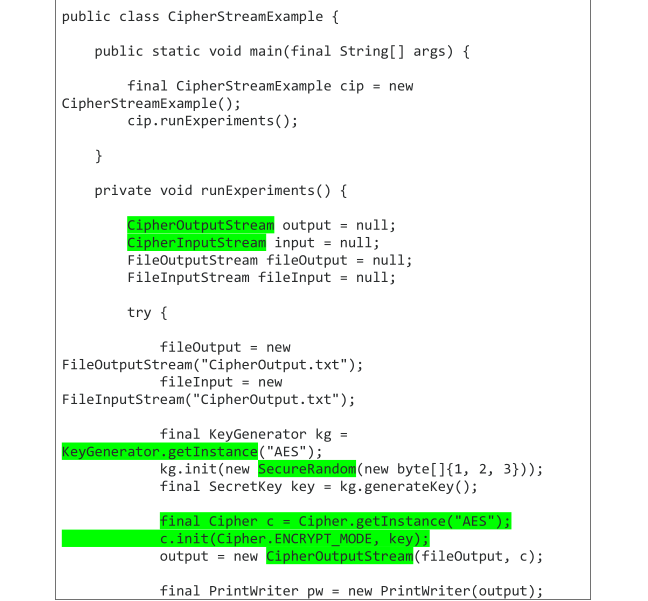 public class CipherStreamExample {
public static void main(final String[] args) {
final CipherStreamExample cip = new
CipherStreamExample();
cip.runExperiments();
}
private void runExperiments() {
CipherOutputStream output = null;
CipherInputStream input = null;
FileOutputStream fileOutput = null;
FileInputStream fileInput = null;
try {
fileOutput = new
FileOutputStream("CipherOutput.txt");
fileInput = new
FileInputStream("CipherOutput.txt");
final KeyGenerator kg =
KeyGenerator.getInstance("AES");
kg.init(new SecureRandom(new byte[]{1, 2, 3}));
final SecretKey key = kg.generateKey();
final Cipher c = Cipher.getInstance("AES");
c.init(Cipher.ENCRYPT_MODE, key);
output = new CipherOutputStream(fileOutput, c);
final PrintWriter pw = new PrintWriter(output);